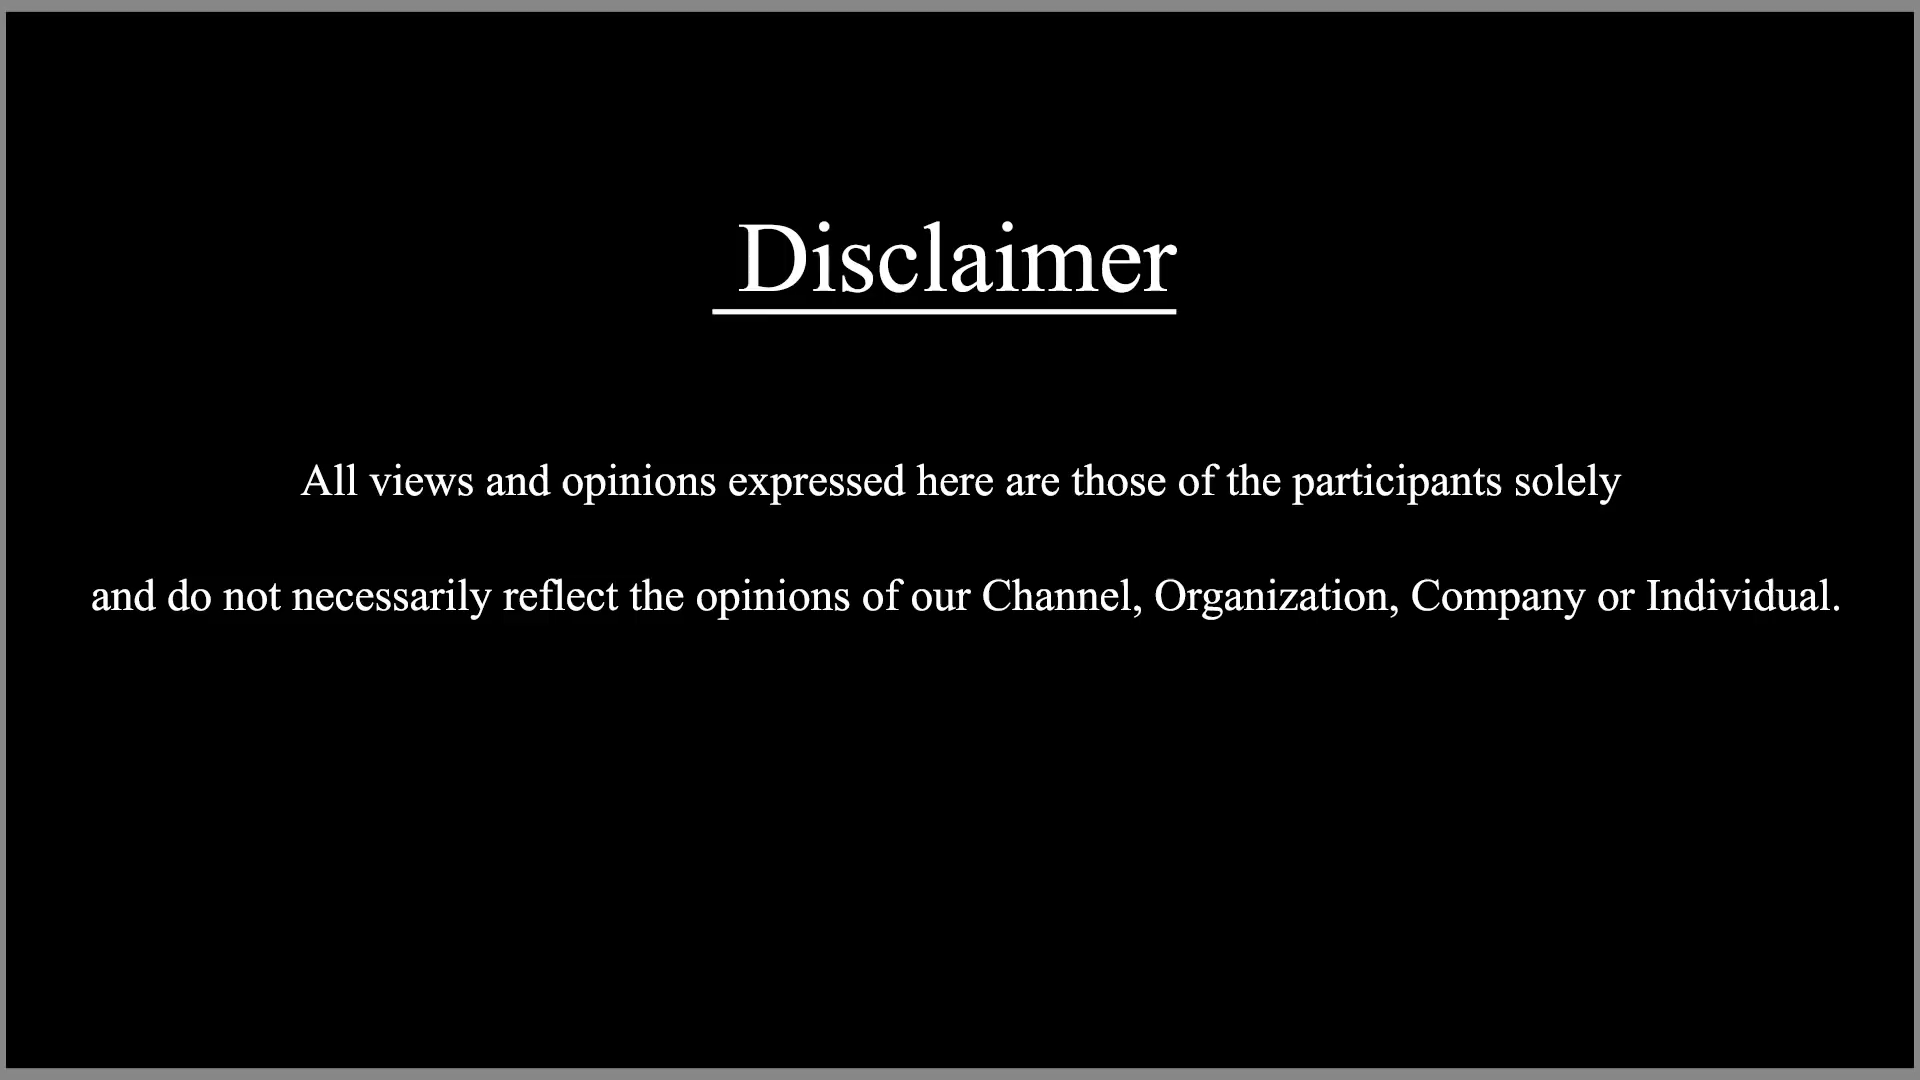 Disclaimer
All views and opinions expressed here are those of the participants solely
and do not necessarily reflect the opinions of our Channel, Organization, Company or Individual.